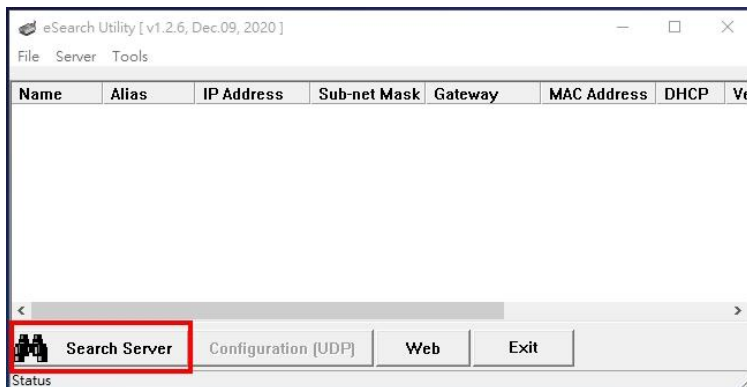 eSearch Utility [ v1.2.6, Dec.09, 2020 ]
File Server Tools
Name Alias IP Address Sub-net Mask Gateway MAC Address DHCP Ve
Search Server Configuration (UDP) Web Exit
Status